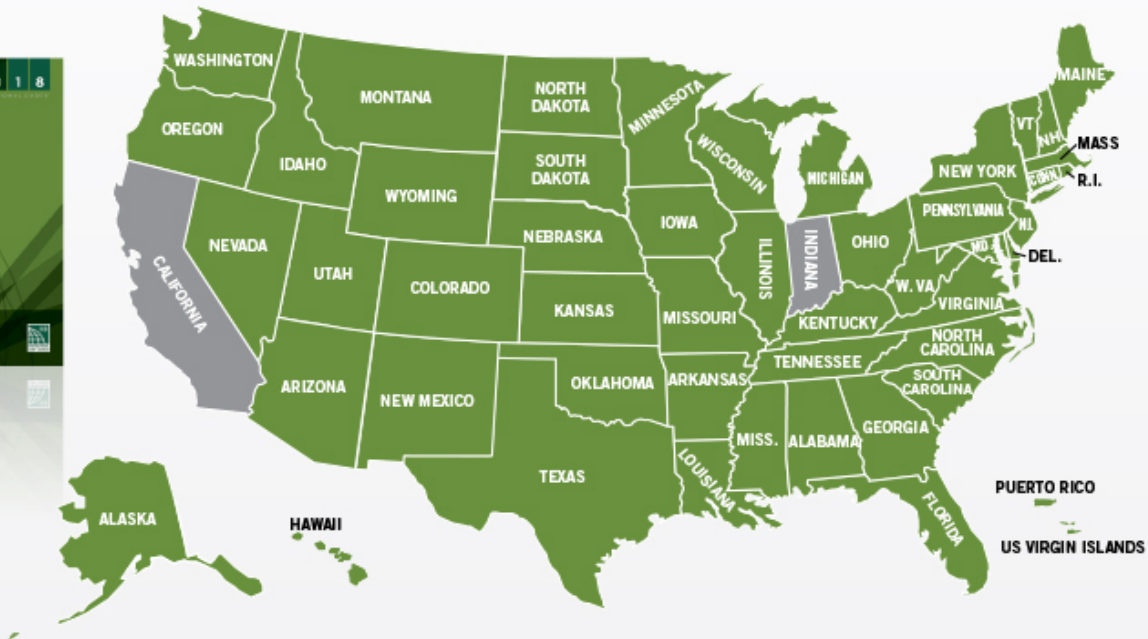 1 8
WASHINGTON
MONTANA
NORTH
DAKOTA
MINNESOTA
MAINE
OREGON
IDAHO
SOUTH
DAKOTA
WISCONSIN
MICHIGAN
VT
NH
MASS
NEW YORK
CONN
R.I.
WYOMING
IOWA
PENNSYLVANIA
N.J.
NEVADA
NEBRASKA
ILLINOIS
INDIANA
OHIO
MD.
DEL.
CALIFORNIA
UTAH
COLORADO
KANSAS
MISSOURI
W. VA
VIRGINIA
KENTUCKY
NORTH
CAROLINA
TENNESSEE
ARIZONA
NEW MEXICO
OKLAHOMA
ARKANSAS
SOUTH
CAROLINA
MISS.
ALABAMA
GEORGIA
TEXAS
LOUISIANA
FLORIDA
ALASKA
HAWAII
PUERTO RICO
US VIRGIN ISLANDS